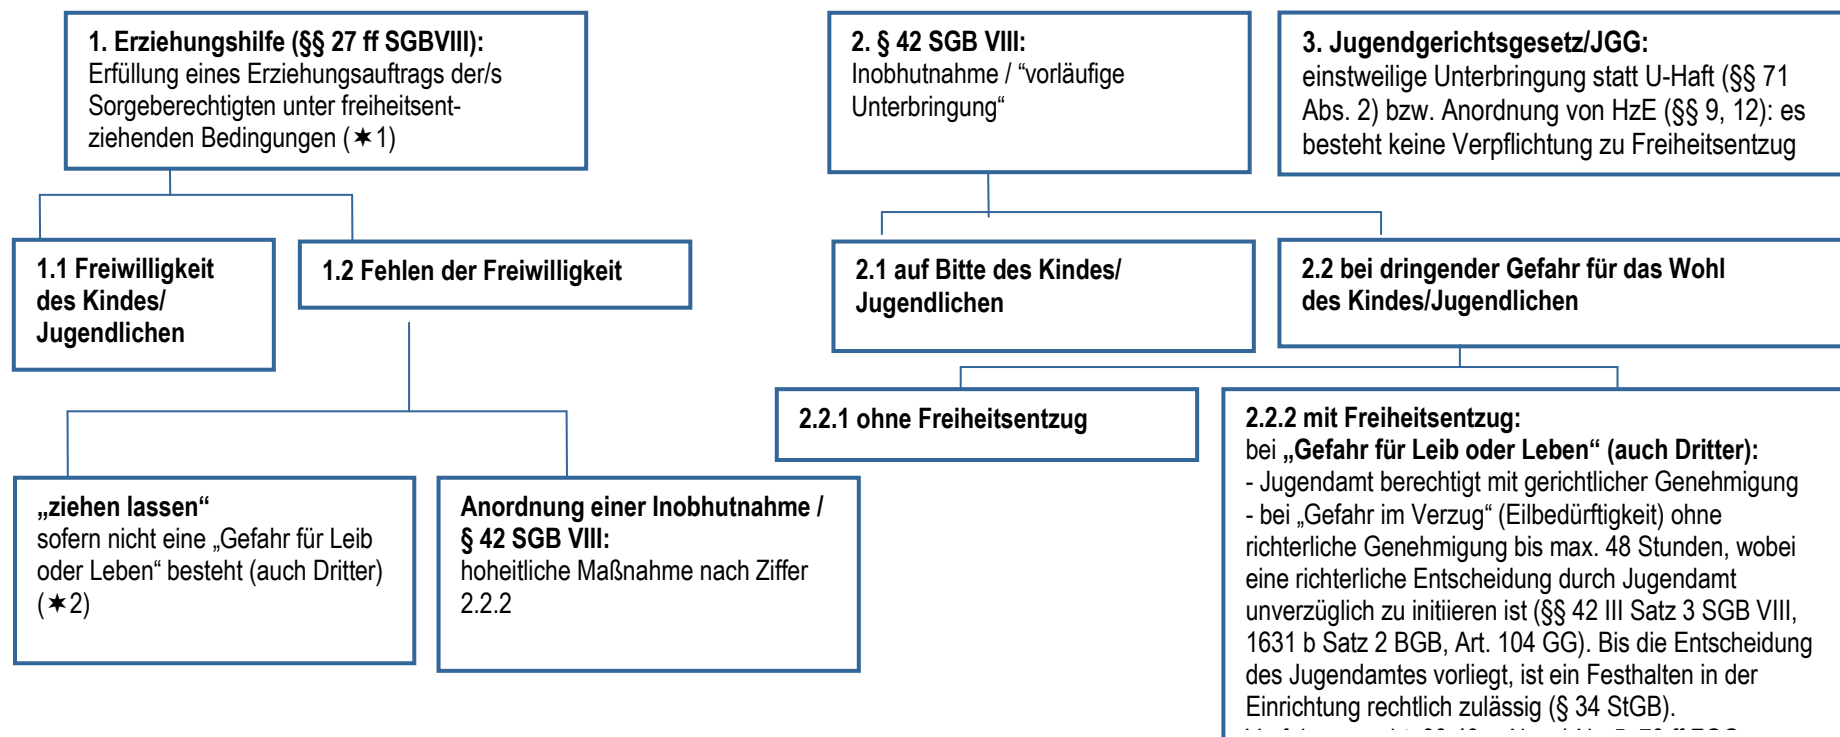 1. Erziehungshilfe (§§ 27 ff SGBVIII):
Erfüllung eines Erziehungsauftrags der/s
Sorgeberechtigten unter freiheitsent-
ziehenden Bedingungen (✶1)
2. § 42 SGB VIII:
Inobhutnahme / “vorläufige
Unterbringung“
3. Jugendgerichtsgesetz/JGG:
einstweilige Unterbringung statt U-Haft (§§ 71
Abs. 2) bzw. Anordnung von HzE (§§ 9, 12): es
besteht keine Verpflichtung zu Freiheitsentzug
1.1 Freiwilligkeit
des Kindes/
Jugendlichen
1.2 Fehlen der Freiwilligkeit
2.1 auf Bitte des Kindes/
Jugendlichen
2.2 bei dringender Gefahr für das Wohl
des Kindes/Jugendlichen
„ziehen lassen“
sofern nicht eine „Gefahr für Leib
oder Leben“ besteht (auch Dritter)
(✶2)
Anordnung einer Inobhutnahme /
§ 42 SGB VIII:
hoheitliche Maßnahme nach Ziffer
2.2.2
2.2.1 ohne Freiheitsentzug
2.2.2 mit Freiheitsentzug:
bei „Gefahr für Leib oder Leben“ (auch Dritter):
- Jugendamt berechtigt mit gerichtlicher Genehmigung
- bei „Gefahr im Verzug“ (Eilbedürftigkeit) ohne
richterliche Genehmigung bis max. 48 Stunden, wobei
eine richterliche Entscheidung durch Jugendamt
unverzüglich zu initiieren ist (§§ 42 III Satz 3 SGB VIII,
1631 b Satz 2 BGB, Art. 104 GG). Bis die Entscheidung
des Jugendamtes vorliegt, ist ein Festhalten in der
Einrichtung rechtlich zulässig (§ 34 StGB).